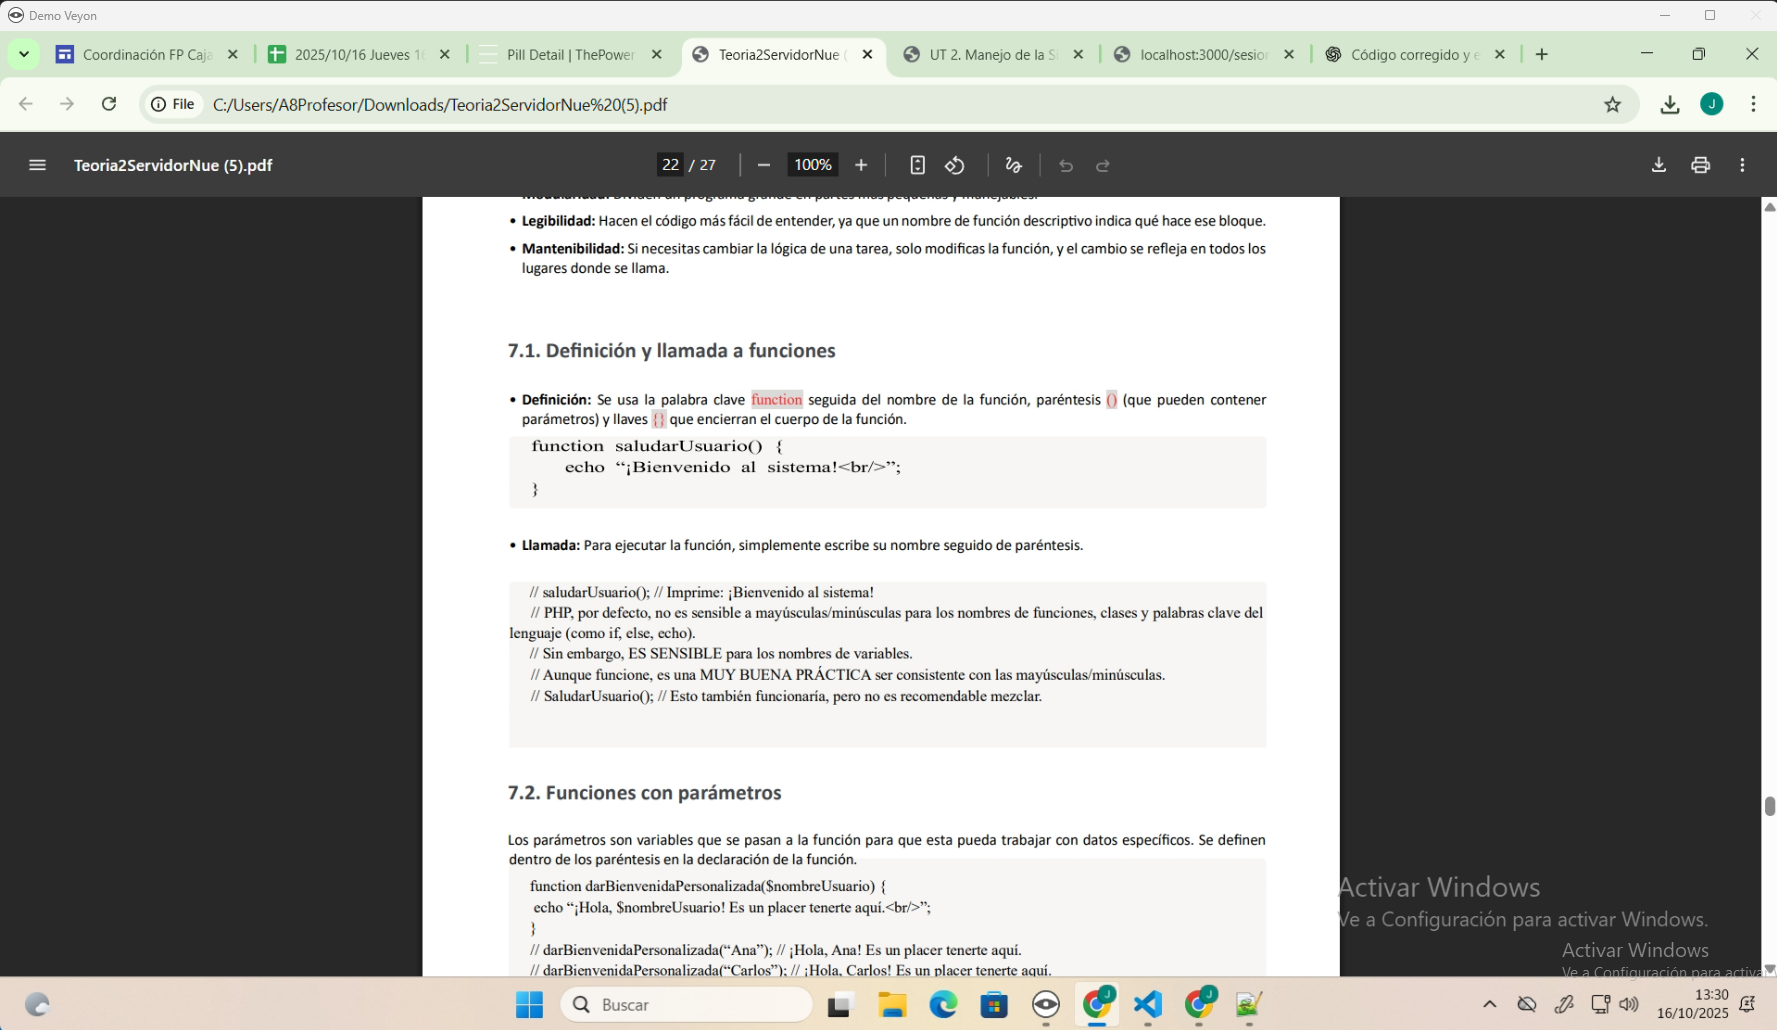 Demo Veyon
Coordinación FP Caja
2025/10/16 Jueves 16
Pill Detail | ThePower
Teoria2ServidorNue (
UT 2. Manejo de la S
localhost:3000/sesion
Código corregido y e
File
C:/Users/A8Profesor/Downloads/Teoria2ServidorNue%20(5).pdf
J
Teoria2ServidorNue (5).pdf
22 / 27
100%
• Modularidad: Dividen un programa grande en partes más pequeñas y manejables.
• Legibilidad: Hacen el código más fácil de entender, ya que un nombre de función descriptivo indica qué hace ese bloque.
• Mantenibilidad: Si necesitas cambiar la lógica de una tarea, solo modificas la función, y el cambio se refleja en todos los
lugares donde se llama.
7.1. Definición y llamada a funciones
• Definición: Se usa la palabra clave function seguida del nombre de la función, paréntesis () (que pueden contener
parámetros) y llaves {} que encierran el cuerpo de la función.
function saludarUsuario() {
echo “¡Bienvenido al sistema!<br/>”;
}
• Llamada: Para ejecutar la función, simplemente escribe su nombre seguido de paréntesis.
// saludarUsuario(); // Imprime: ¡Bienvenido al sistema!
// PHP, por defecto, no es sensible a mayúsculas/minúsculas para los nombres de funciones, clases y palabras clave del
lenguaje (como if, else, echo).
// Sin embargo, ES SENSIBLE para los nombres de variables.
// Aunque funcione, es una MUY BUENA PRÁCTICA ser consistente con las mayúsculas/minúsculas.
// SaludarUsuario(); // Esto también funcionaría, pero no es recomendable mezclar.
7.2. Funciones con parámetros
Los parámetros son variables que se pasan a la función para que esta pueda trabajar con datos específicos. Se definen
dentro de los paréntesis en la declaración de la función.
function darBienvenidaPersonalizada($nombreUsuario) {
echo “¡Hola, $nombreUsuario! Es un placer tenerte aquí.<br/>”;
}
// darBienvenidaPersonalizada(“Ana”); // ¡Hola, Ana! Es un placer tenerte aquí.
// darBienvenidaPersonalizada(“Carlos”); // ¡Hola, Carlos! Es un placer tenerte aquí.
Activar Windows
Ve a Configuración para activar Windows.
Activar Windows
Ve a Configuración para activa
Buscar
J
J
13:30
16/10/2025